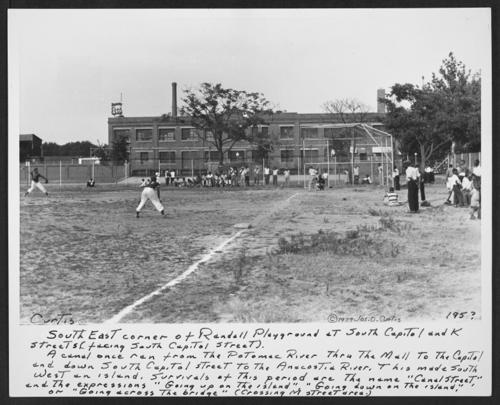 Curtis
©1979 Jos. D. Curtis
195?
South East corner of Randall Playground at South Capitol and K
Streets (facing South Capitol Street).
A canal once ran from the Potomac River Thru The Mall To The Capitol
and down South Capitol Street to the Anacostia River. This made South
West an island. Survivals of this period are the name "Canal Street"
and the expressions "Going up on the island" "Going down on the island,"
or "Going across the bridge" (Crossing M street area)